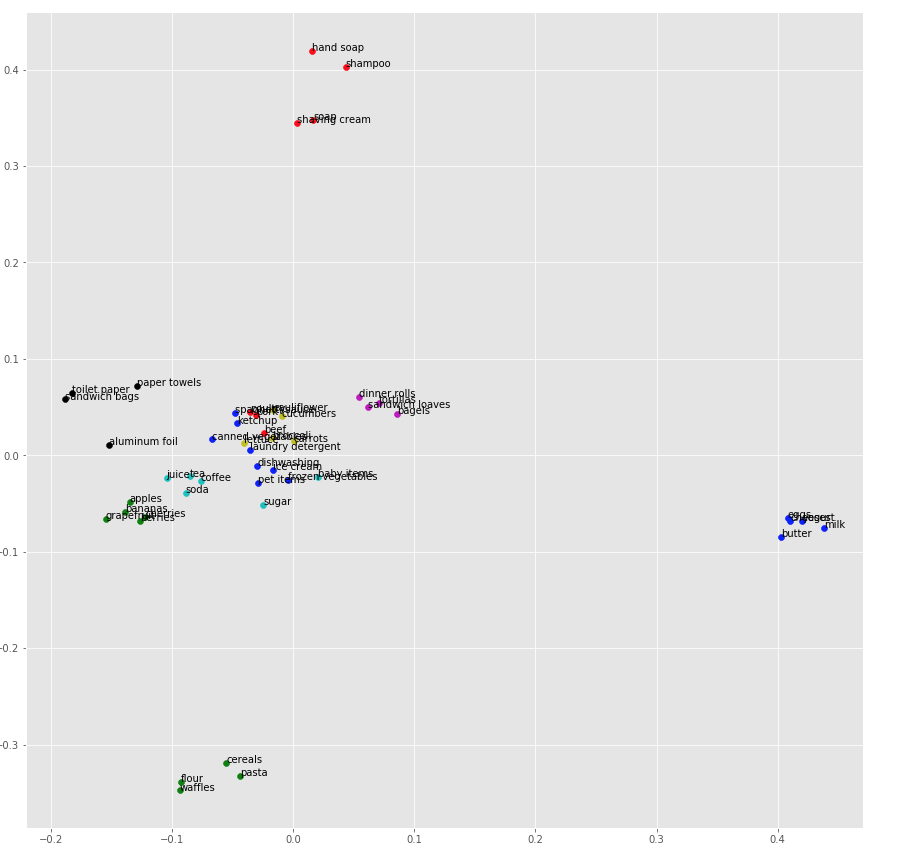 hand soap
shampoo
0.4
soap
shaving cream
0.3
0.2
0.1
paper towels
toilet paper
sandwich bags
dinner rolls
tortillas
sandwich loaves
bagels
cauliflower
cucumbers
ketchup
beef
canned vegetables
broccoli
carrots
lettuce
aluminum foil
laundry detergent
0.0
dishwashing
ice cream
juice
tea
coffee
pet items
frozen vegetables
baby items
soda
sugar
apples
bananas
cherries
grapefruit
berries
eggs
yogurt
milk
butter
−0.1
−0.2
−0.3
cereals
pasta
flour
waffles
−0.2
−0.1
0.0
0.1
0.2
0.3
0.4